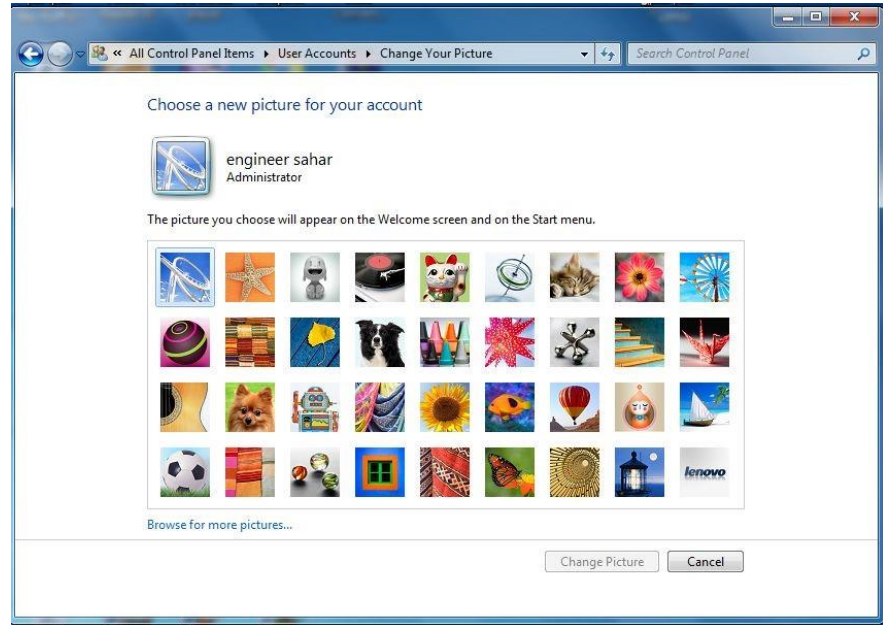 « All Control Panel Items ▸ User Accounts ▸ Change Your Picture
Search Control Panel
Choose a new picture for your account
engineer sahar
Administrator
The picture you choose will appear on the Welcome screen and on the Start menu.
lenovo
Browse for more pictures...
Change Picture
Cancel